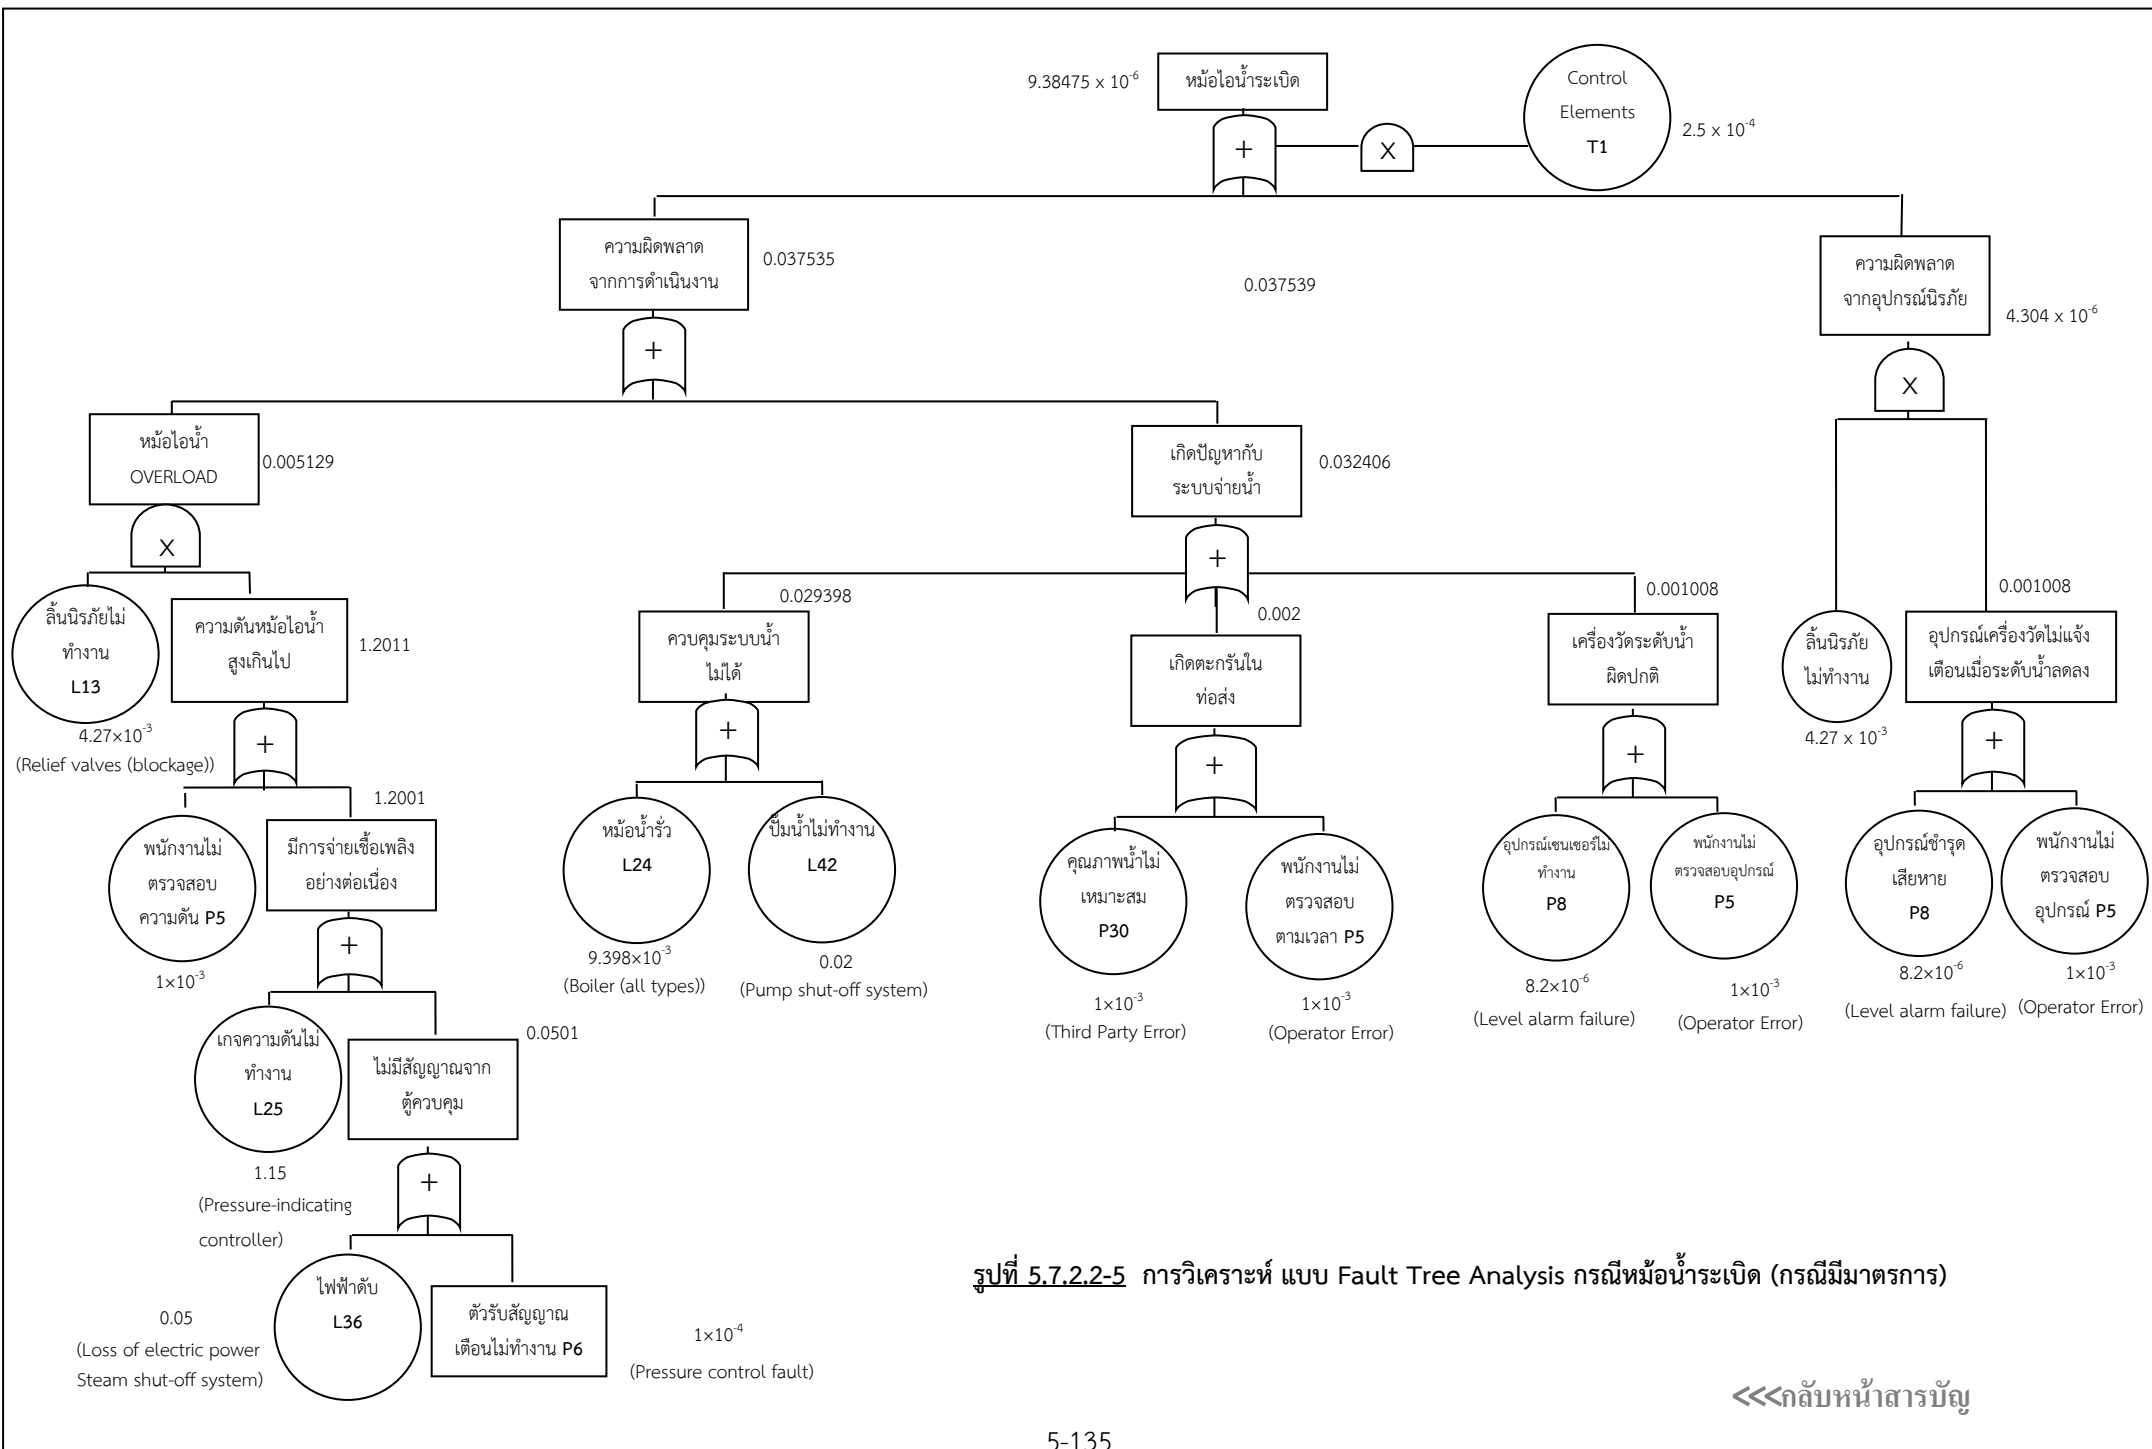 9.38475 x 10⁻⁶
หม้อไอน้ำระเบิด
Control
Elements
T1
2.5 x 10⁻⁴
+
X
ความผิดพลาด
จากการดำเนินงาน
0.037535
0.037539
ความผิดพลาด
จากอุปกรณ์นิรภัย
4.304 x 10⁻⁶
+
X
หม้อไอน้ำ
OVERLOAD
0.005129
เกิดปัญหากับ
ระบบจ่ายน้ำ
0.032406
X
+
ลิ้นนิรภัยไม่
ทำงาน
L13
4.27×10⁻³
(Relief valves (blockage))
ความดันหม้อไอน้ำ
สูงเกินไป
1.2011
0.029398
ควบคุมระบบน้ำ
ไม่ได้
0.002
เกิดตะกรันใน
ท่อส่ง
0.001008
เครื่องวัดระดับน้ำ
ผิดปกติ
ลิ้นนิรภัย
ไม่ทำงาน
4.27 x 10⁻³
0.001008
อุปกรณ์เครื่องวัดไม่แจ้ง
เตือนเมื่อระดับน้ำลดลง
+
+
+
+
+
พนักงานไม่
ตรวจสอบ
ความดัน P5
1×10⁻³
1.2001
มีการจ่ายเชื้อเพลิง
อย่างต่อเนื่อง
หม้อน้ำรั่ว
L24
9.398×10⁻³
(Boiler (all types))
ปั๊มน้ำไม่ทำงาน
L42
0.02
(Pump shut-off system)
คุณภาพน้ำไม่
เหมาะสม
P30
1×10⁻³
(Third Party Error)
พนักงานไม่
ตรวจสอบ
ตามเวลา P5
1×10⁻³
(Operator Error)
อุปกรณ์เซนเซอร์ไม่
ทำงาน
P8
8.2×10⁻⁶
(Level alarm failure)
พนักงานไม่
ตรวจสอบอุปกรณ์
P5
1×10⁻³
(Operator Error)
อุปกรณ์ชำรุด
เสียหาย
P8
8.2×10⁻⁶
(Level alarm failure)
พนักงานไม่
ตรวจสอบ
อุปกรณ์ P5
1×10⁻³
(Operator Error)
+
เกจความดันไม่
ทำงาน
L25
1.15
(Pressure-indicating
controller)
0.0501
ไม่มีสัญญาณจาก
ตู้ควบคุม
+
ไฟฟ้าดับ
L36
0.05
(Loss of electric power
Steam shut-off system)
ตัวรับสัญญาณ
เตือนไม่ทำงาน P6
1×10⁻⁴
(Pressure control fault)
รูปที่ 5.7.2.2-5 การวิเคราะห์ แบบ Fault Tree Analysis กรณีหม้อน้ำระเบิด (กรณีมีมาตรการ)
<<<กลับหน้าสารบัญ
5-135